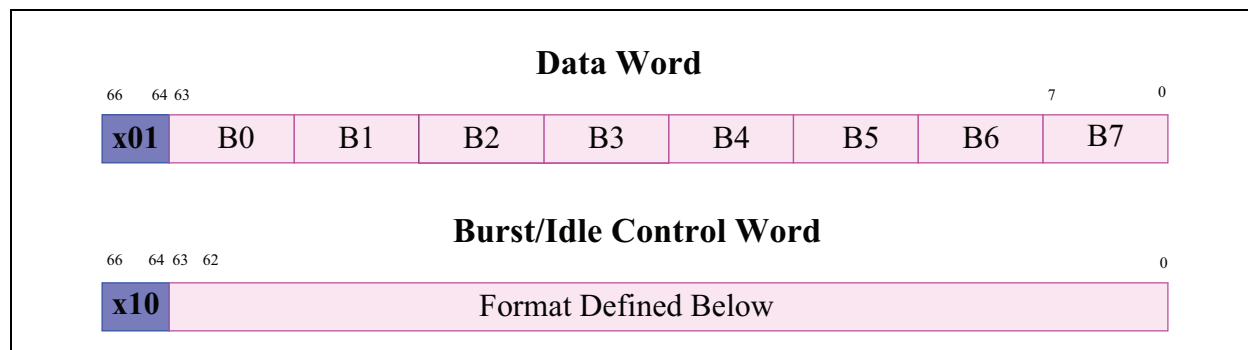 Data Word
66 64 63 7 0
x01 B0 B1 B2 B3 B4 B5 B6 B7
Burst/Idle Control Word
66 64 63 62 0
x10 Format Defined Below